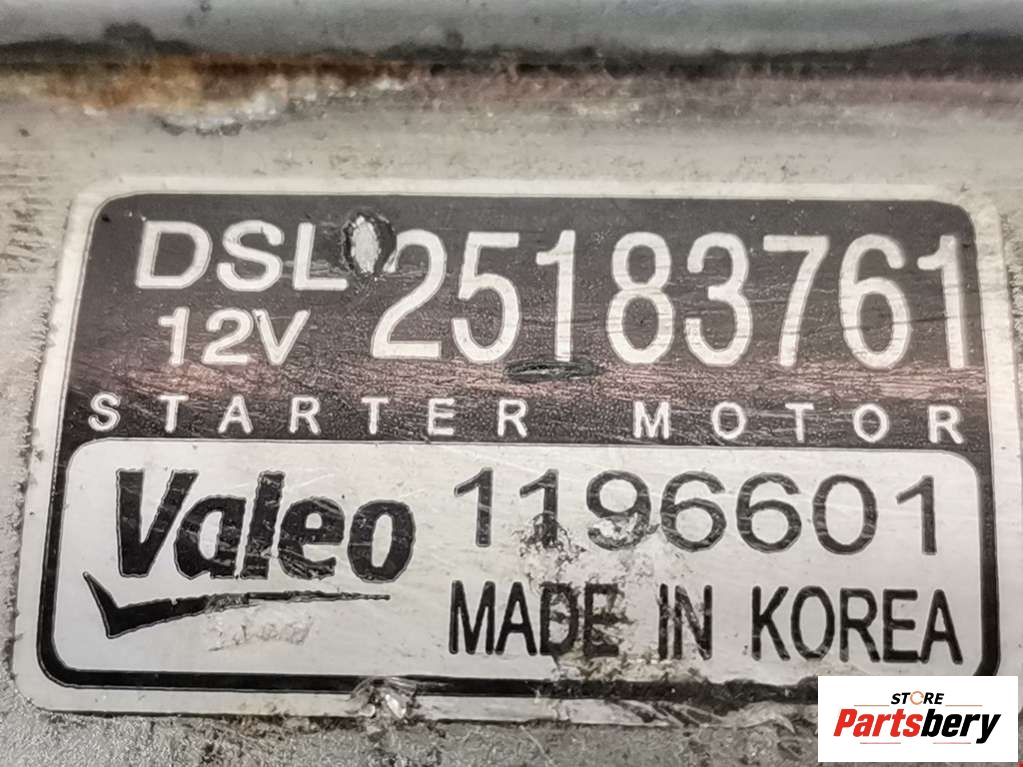 DSL 25183761
12V
STARTER MOTOR
Valeo 1196601
MADE IN KOREA
STORE
Partsbery